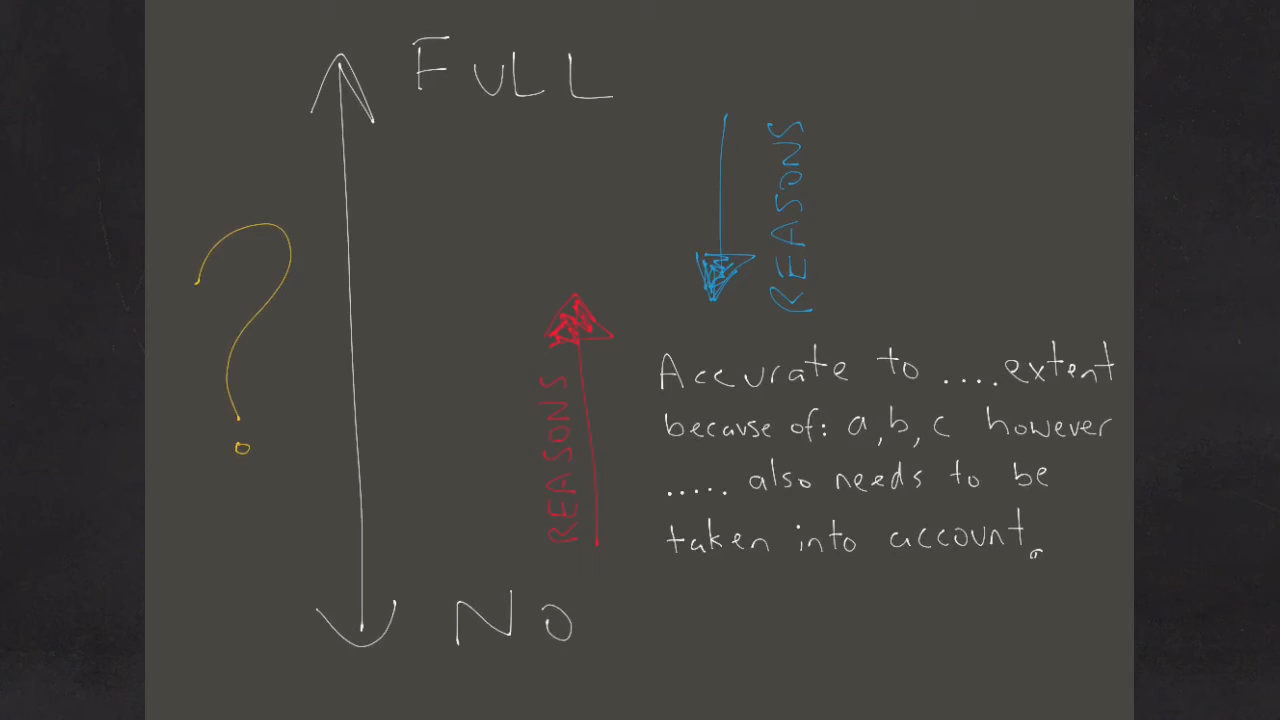 FULL
?
REASONS
REASONS
Accurate to .... extent
because of: a, b, c however
..... also needs to be
taken into account.
NO